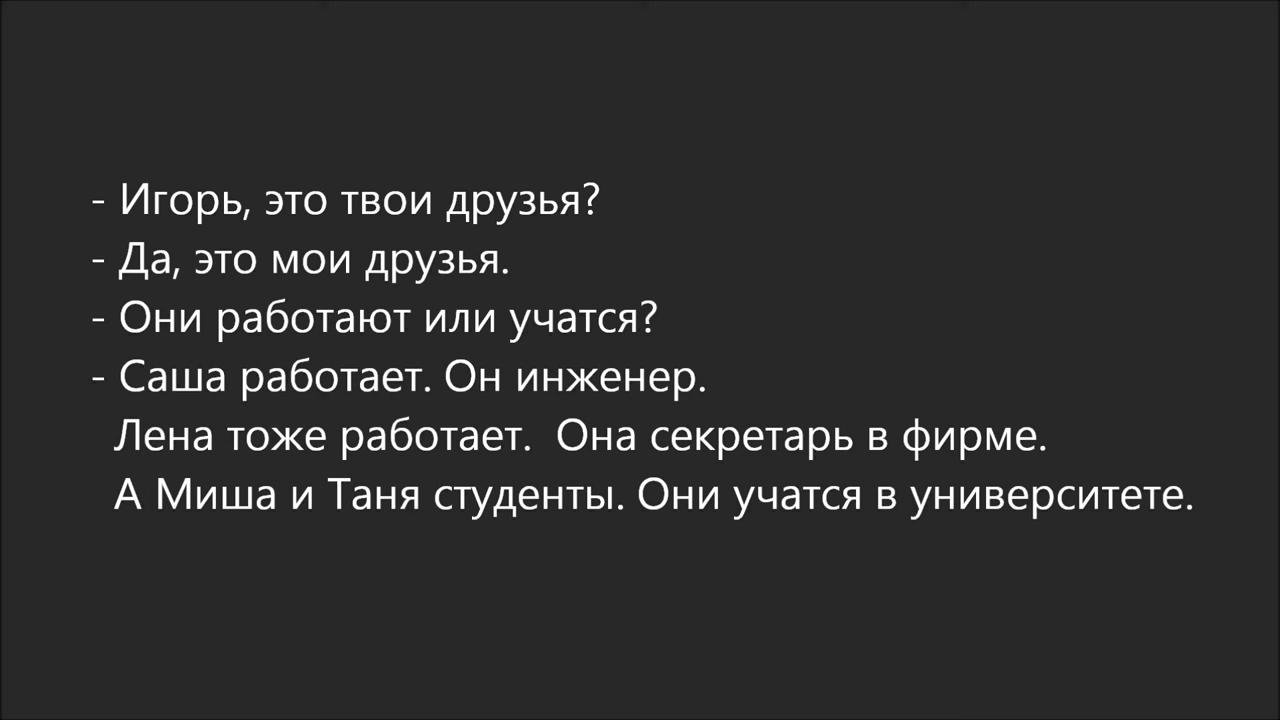 - Игорь, это твои друзья?
- Да, это мои друзья.
- Они работают или учатся?
- Саша работает. Он инженер.
Лена тоже работает.  Она секретарь в фирме.
А Миша и Таня студенты. Они учатся в университете.